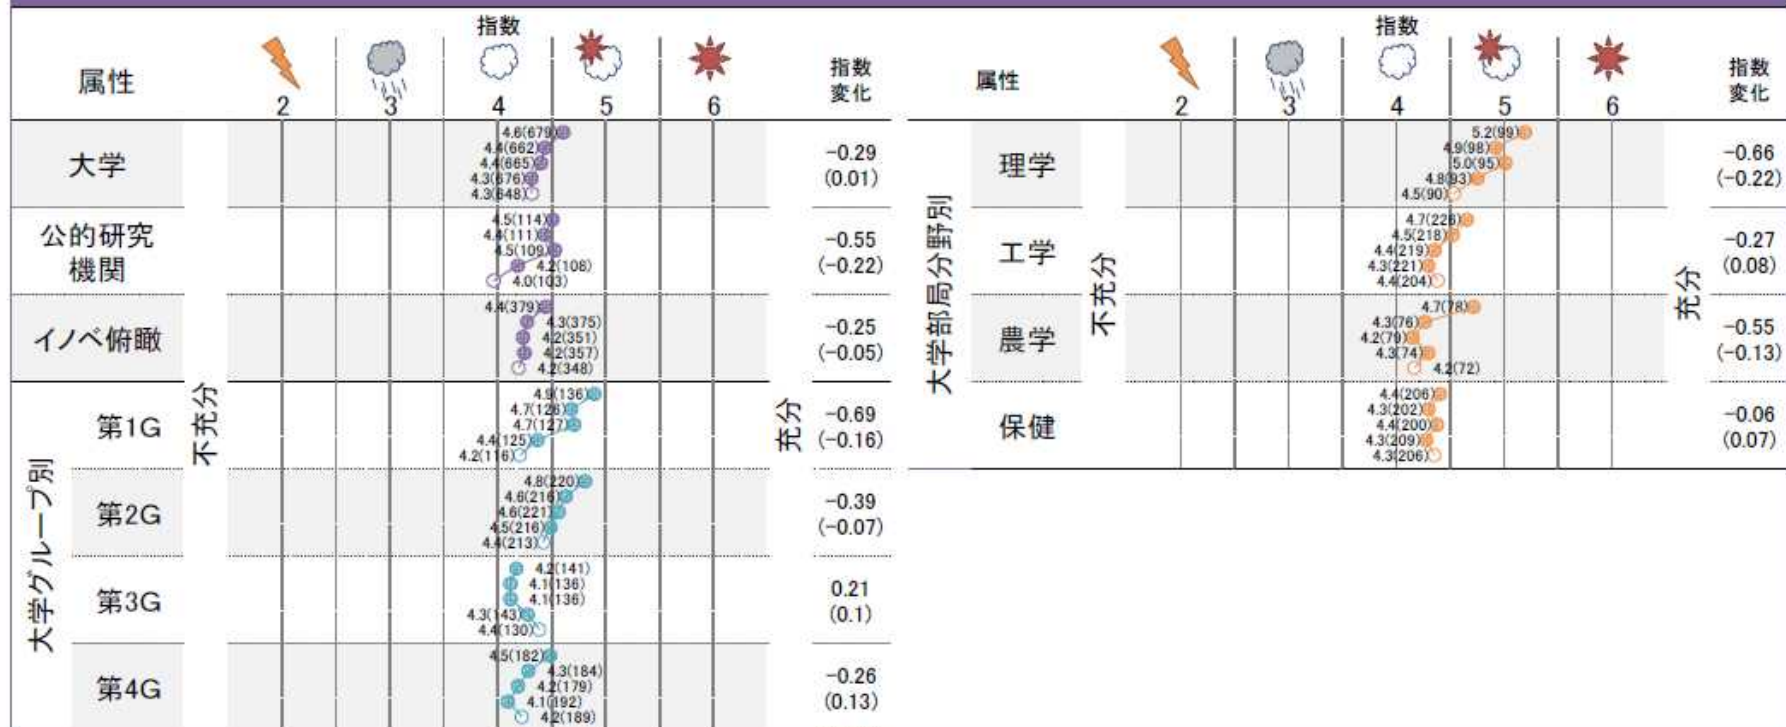 指数
属性
2 3 4 5 6
指数
変化
大学
4.6(679)
4.4(662)
4.4(665)
4.3(676)
4.3(648)
-0.29
(0.01)
公的研究
機関
4.5(114)
4.4(111)
4.5(109)
4.2(108)
4.0(103)
-0.55
(-0.22)
イノベ俯瞰
4.4(379)
4.3(375)
4.2(351)
4.2(357)
4.2(348)
-0.25
(-0.05)
不充分
充分
大学グループ別
第1G
4.9(136)
4.7(126)
4.7(127)
4.4(125)
4.2(116)
-0.69
(-0.16)
第2G
4.8(220)
4.6(216)
4.6(221)
4.5(216)
4.4(213)
-0.39
(-0.07)
第3G
4.2(141)
4.1(136)
4.1(136)
4.3(143)
4.4(130)
0.21
(0.1)
第4G
4.5(182)
4.3(184)
4.2(179)
4.1(192)
4.2(189)
-0.26
(0.13)
指数
属性
2 3 4 5 6
指数
変化
大学部局分野別
不充分
充分
理学
5.2(99)
4.9(98)
5.0(95)
4.8(93)
4.5(90)
-0.66
(-0.22)
工学
4.7(226)
4.5(218)
4.4(219)
4.3(221)
4.4(204)
-0.27
(0.08)
農学
4.7(78)
4.3(76)
4.2(79)
4.3(74)
4.2(72)
-0.55
(-0.13)
保健
4.4(206)
4.3(202)
4.4(200)
4.3(209)
4.3(206)
-0.06
(0.07)